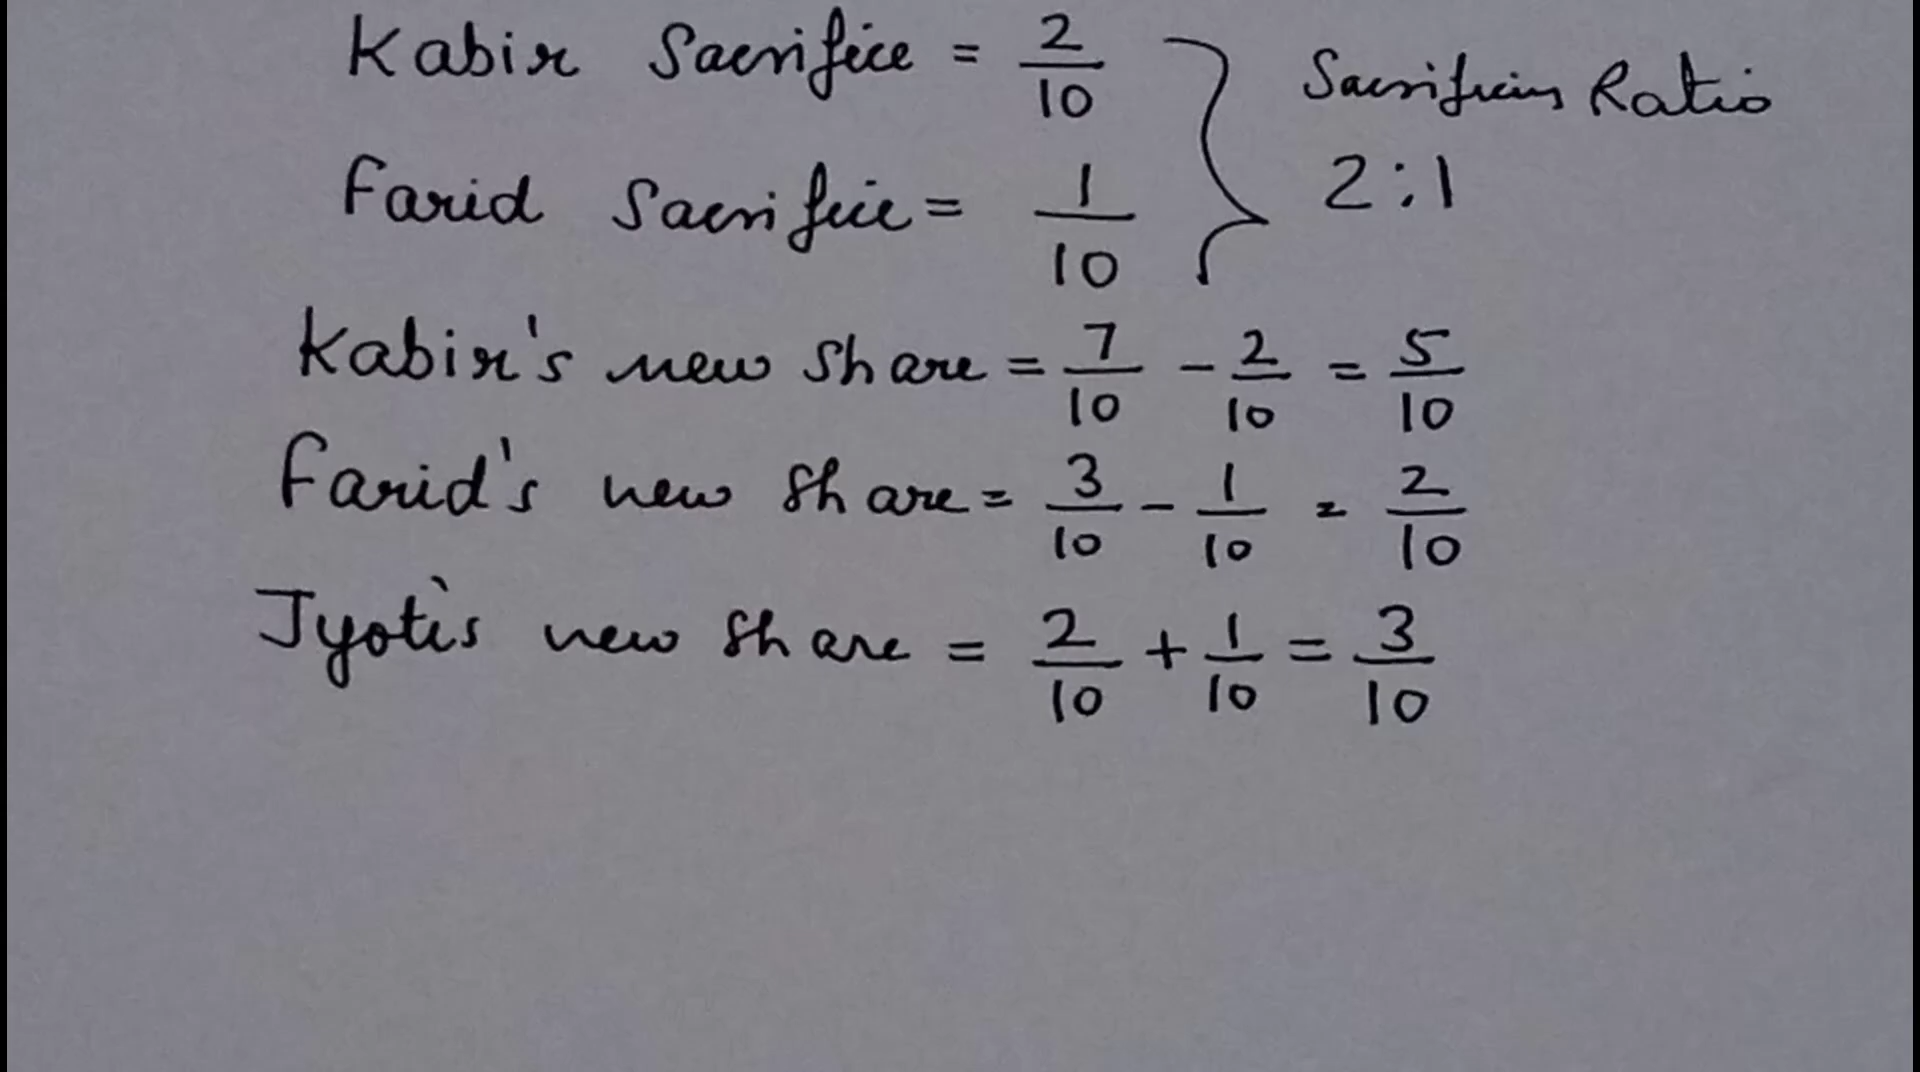 Kabir Sacrifice = 2/10
Sacrificing Ratio
2:1
Farid Sacrifice = 1/10
Kabir's new share = 7/10 - 2/10 = 5/10
Farid's new share = 3/10 - 1/10 = 2/10
Jyoti's new share = 2/10 + 1/10 = 3/10